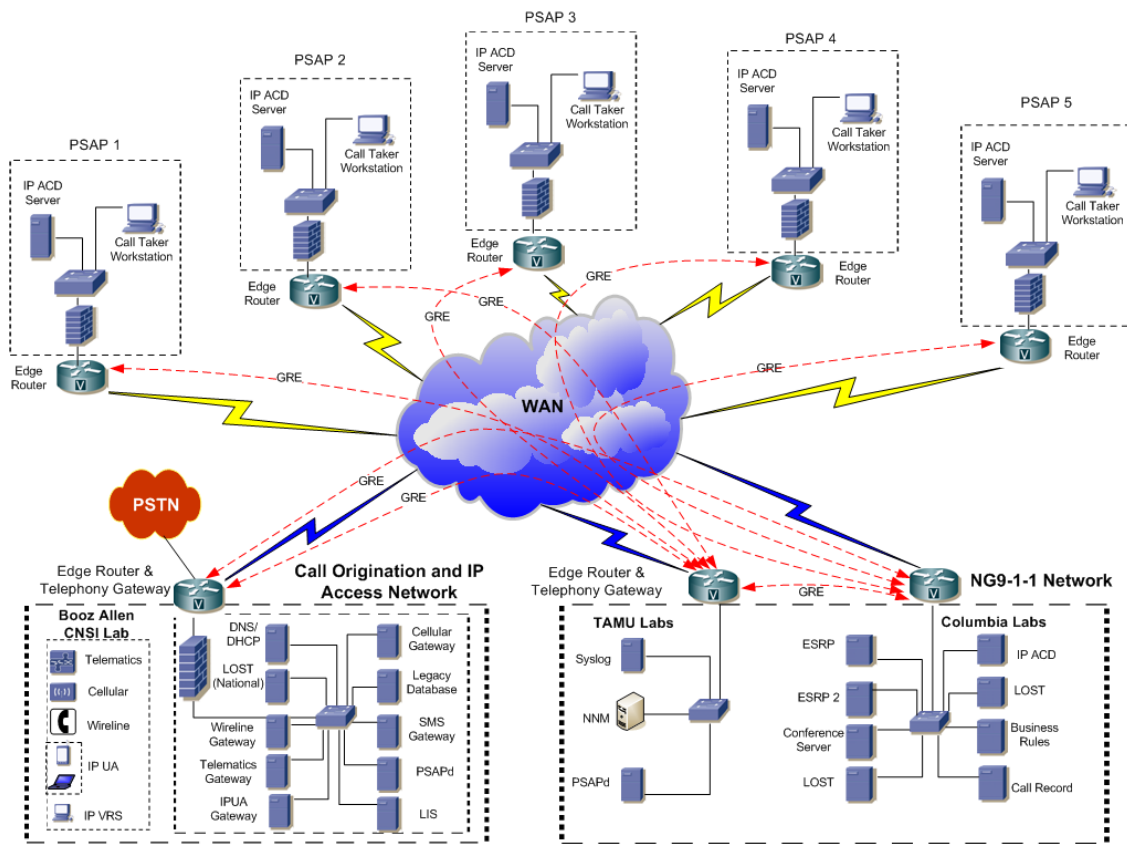 PSAP 3
PSAP 4
PSAP 2
PSAP 5
PSAP 1
IP ACD
Server
Call Taker
Workstation
IP ACD
Server
Call Taker
Workstation
IP ACD
Server
Call Taker
Workstation
IP ACD
Server
Call Taker
Workstation
IP ACD
Server
Call Taker
Workstation
Edge
Router
V
Edge
Router
V
Edge
Router
V
Edge
Router
V
Edge
Router
V
GRE
GRE
GRE
GRE
GRE
WAN
GRE
GRE
PSTN
Edge Router &
Telephony Gateway
V
Call Origination and IP
Access Network
Edge Router &
Telephony Gateway
V
GRE
V
NG9-1-1 Network
Booz Allen
CNSI Lab
Telematics
Cellular
Wireline
IP UA
IP VRS
DNS/
DHCP
LOST
(National)
Wireline
Gateway
Telematics
Gateway
IPUA
Gateway
Cellular
Gateway
Legacy
Database
SMS
Gateway
PSAPd
LIS
TAMU Labs
Syslog
NNM
PSAPd
Columbia Labs
ESRP
ESRP 2
Conference
Server
LOST
IP ACD
LOST
Business
Rules
Call Record